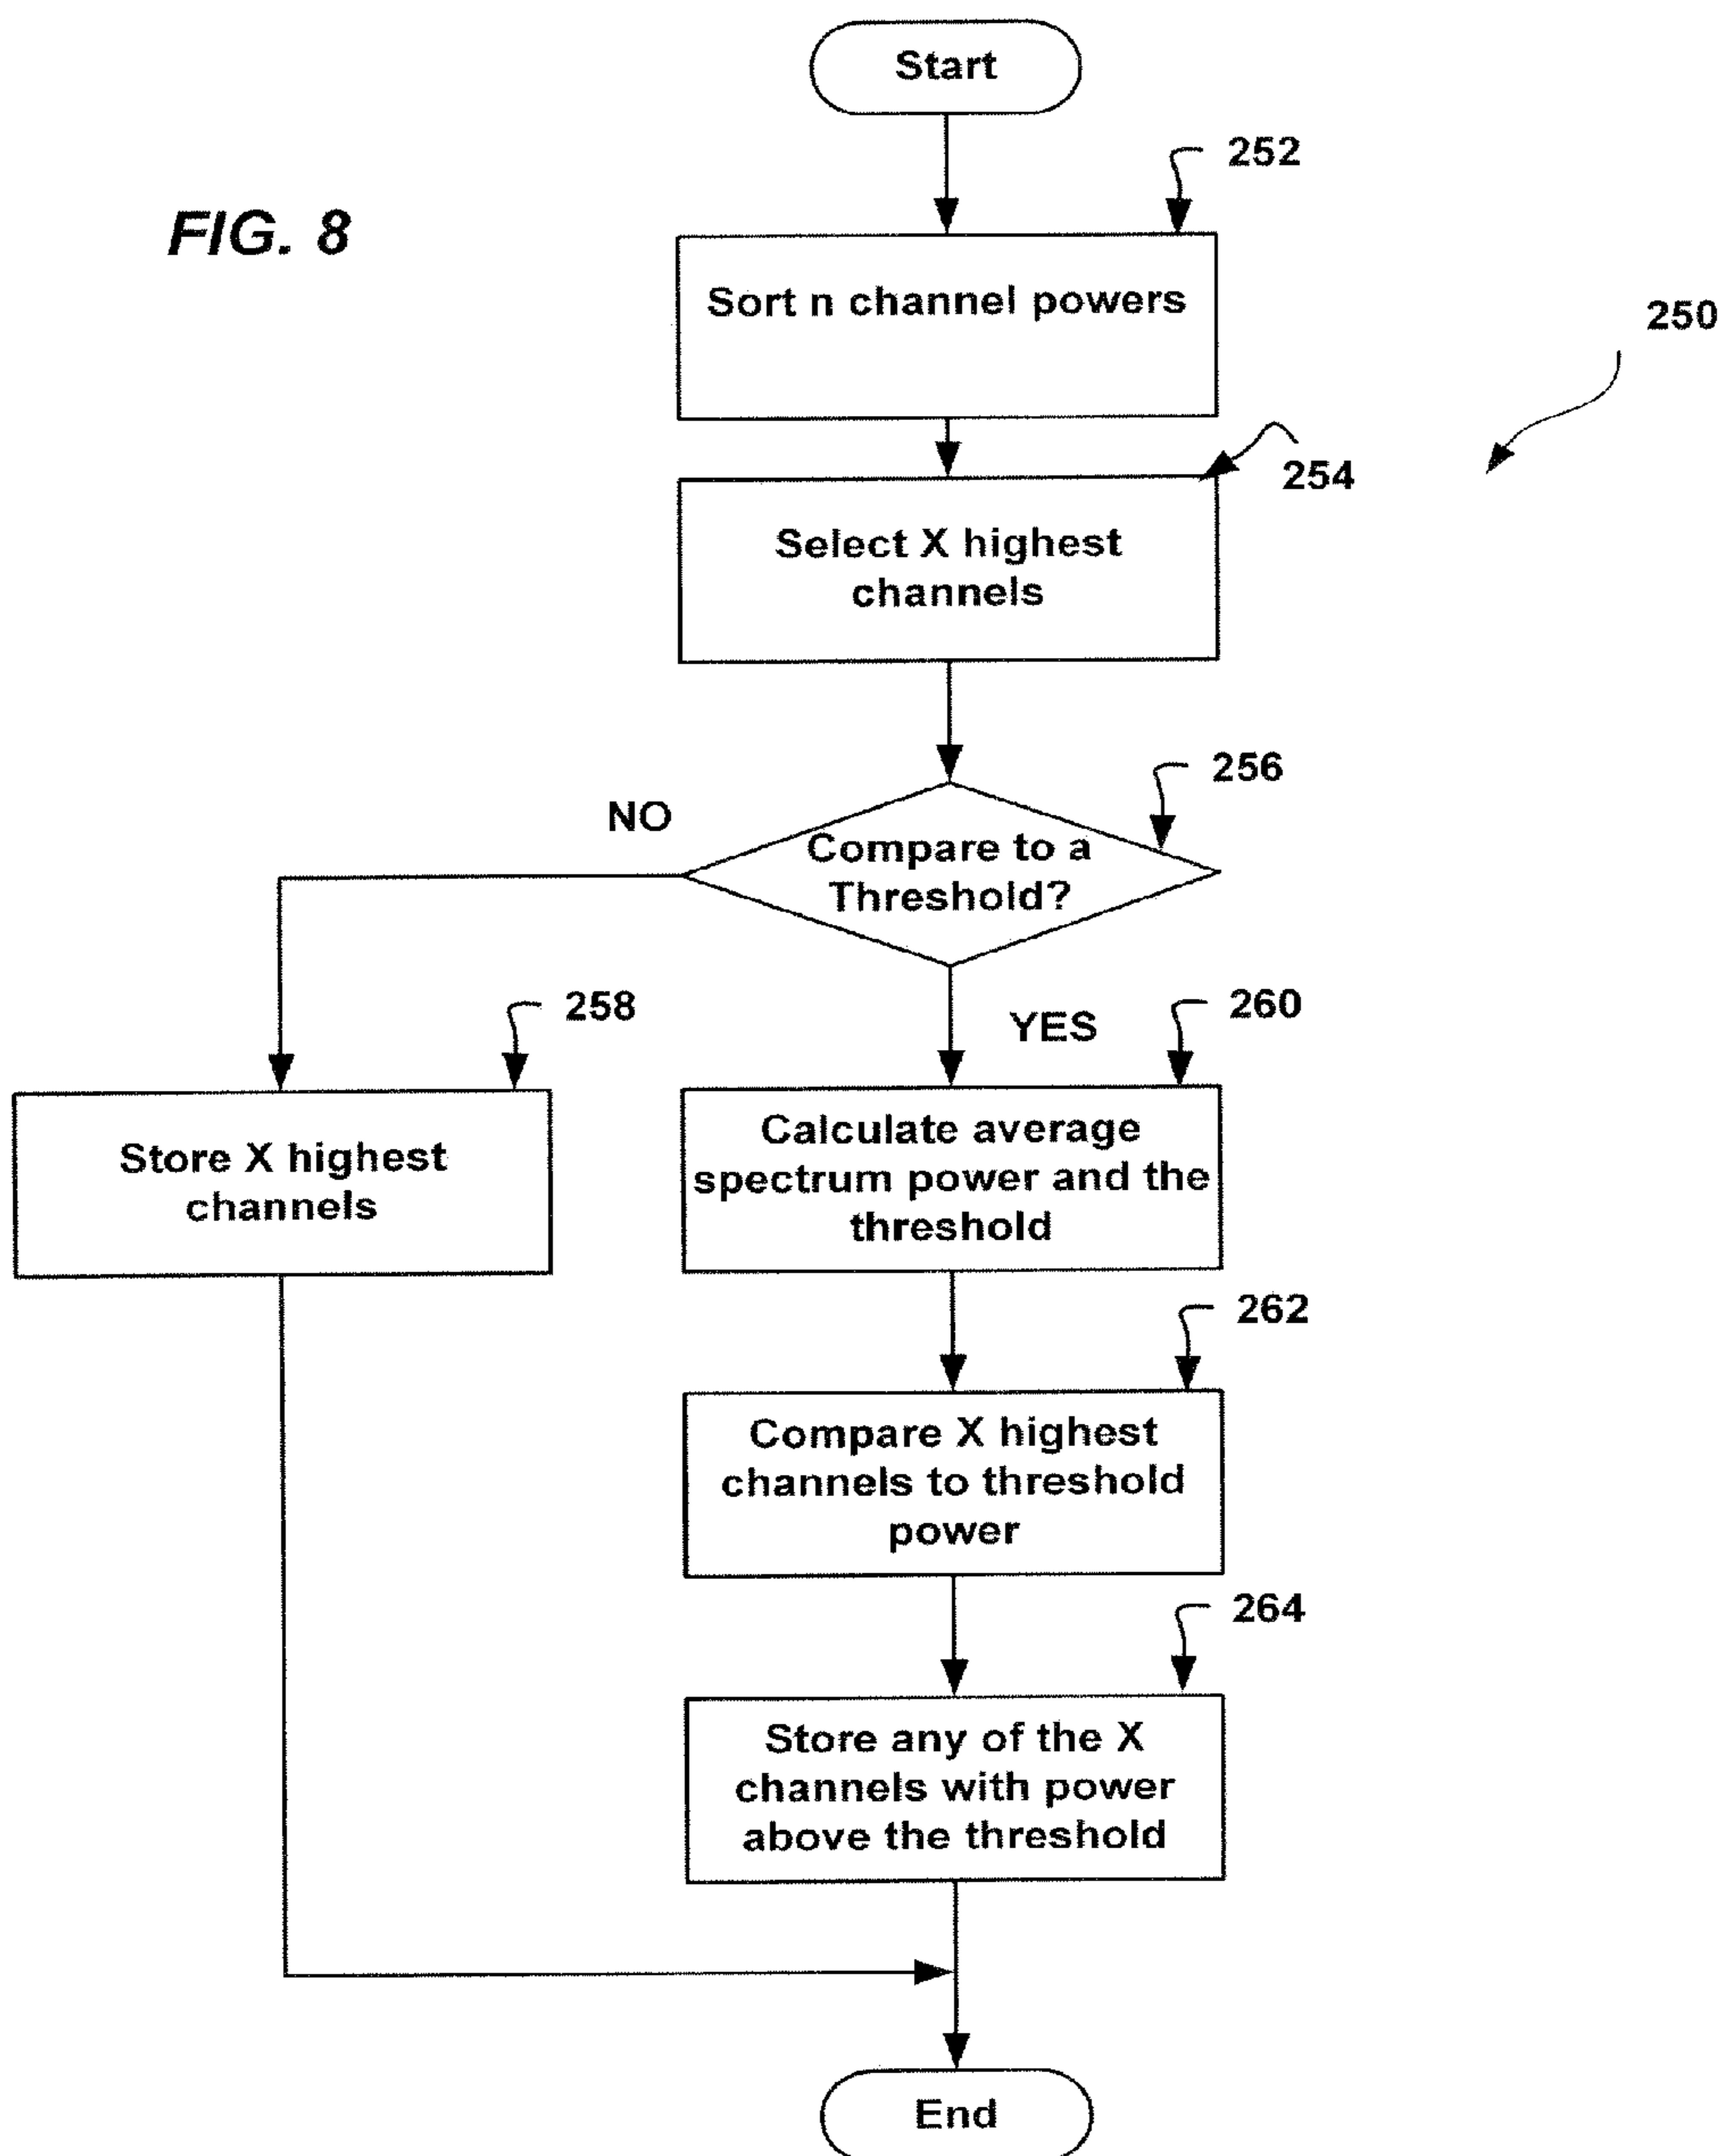 Start
252
FIG. 8
Sort n channel powers
250
254
Select X highest
channels
256
NO
Compare to a
Threshold?
258
260
YES
Store X highest
channels
Calculate average
spectrum power and the
threshold
262
Compare X highest
channels to threshold
power
264
Store any of the X
channels with power
above the threshold
End